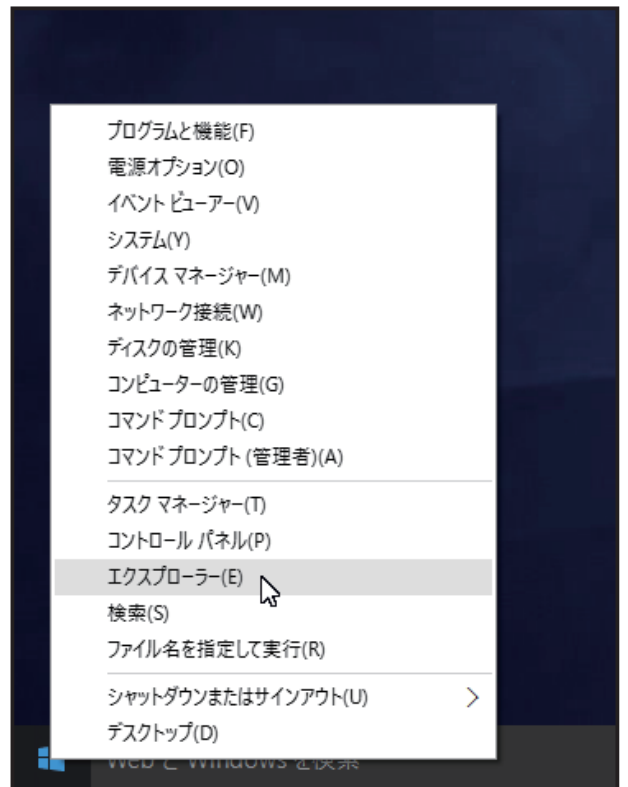 プログラムと機能(F)
電源オプション(O)
イベント ビューアー(V)
システム(Y)
デバイス マネージャー(M)
ネットワーク接続(W)
ディスクの管理(K)
コンピューターの管理(G)
コマンド プロンプト(C)
コマンド プロンプト (管理者)(A)
タスク マネージャー(T)
コントロール パネル(P)
エクスプローラー(E)
検索(S)
ファイル名を指定して実行(R)
シャットダウンまたはサインアウト(U)
デスクトップ(D)
Web と Windows を検索